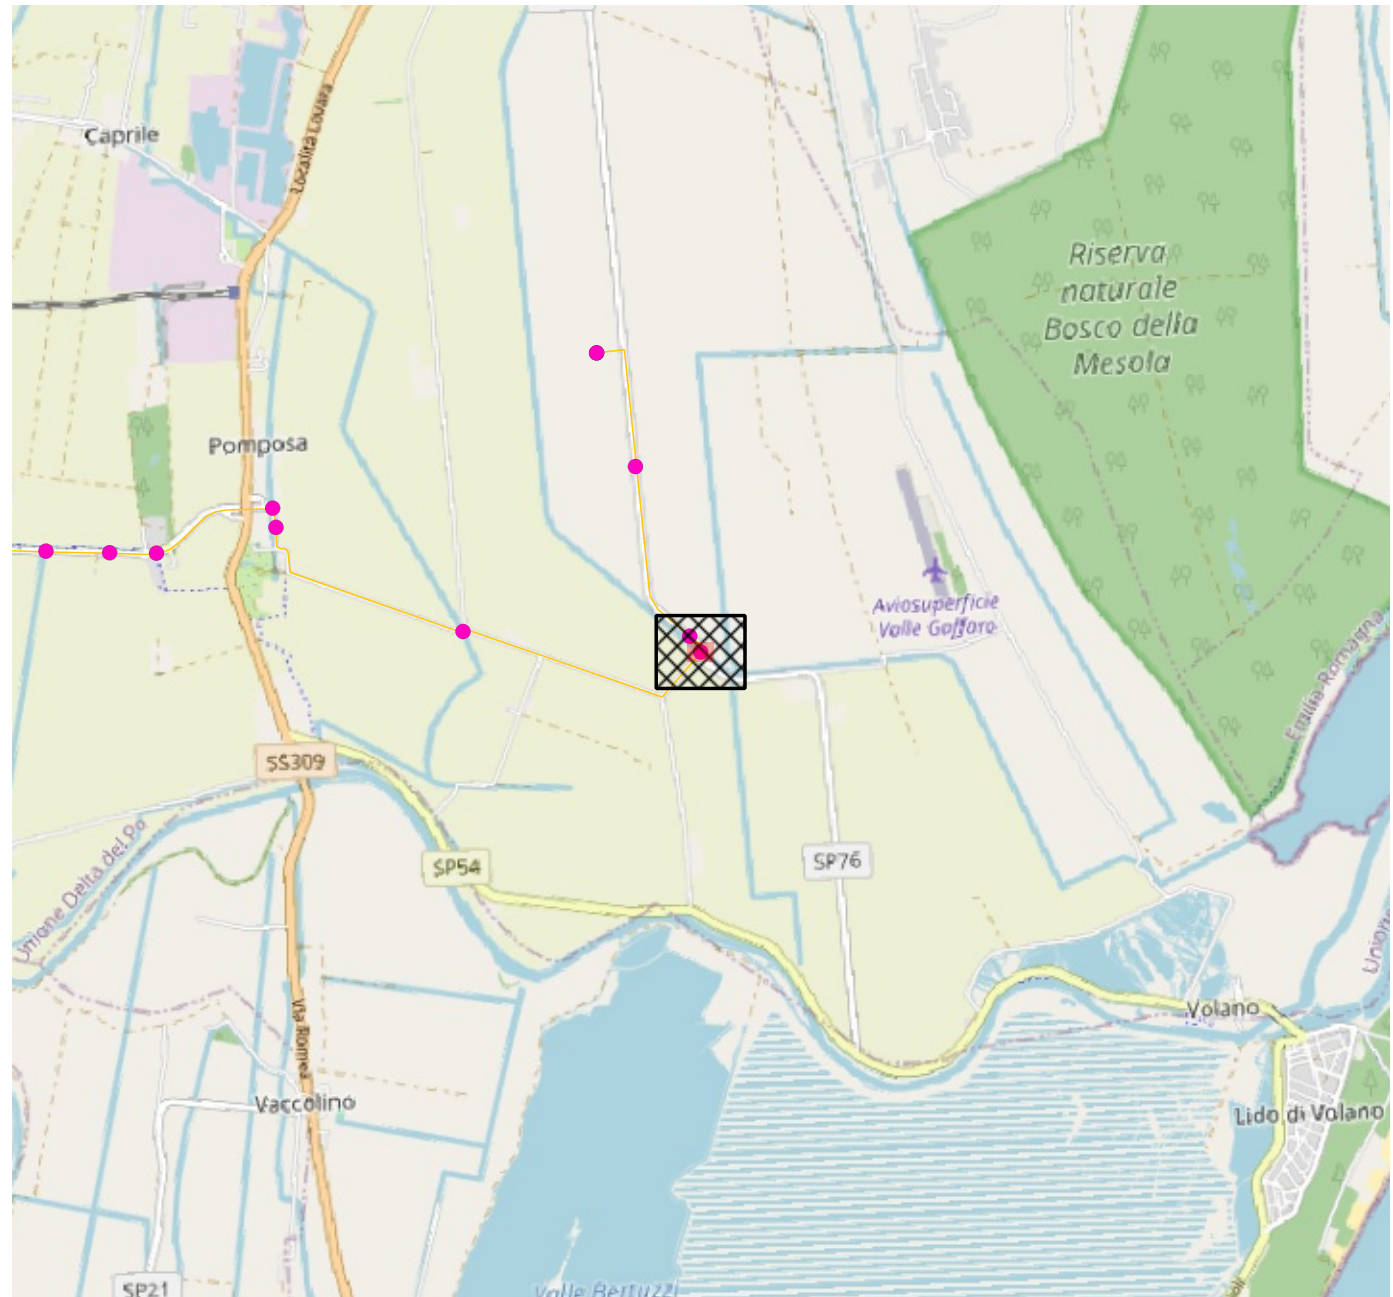 Località Lovara
Caprile
Riserva
naturale
Bosco della
Mesola
Pomposa
Aviosuperficie
Valle Gaffaro
Emilia-Romagna
SS309
Unione Delta del Po
SP54
SP76
Union
Volano
Via Romea
Vaccolino
Lido di Volano
SP21
Valle Bertuzzi